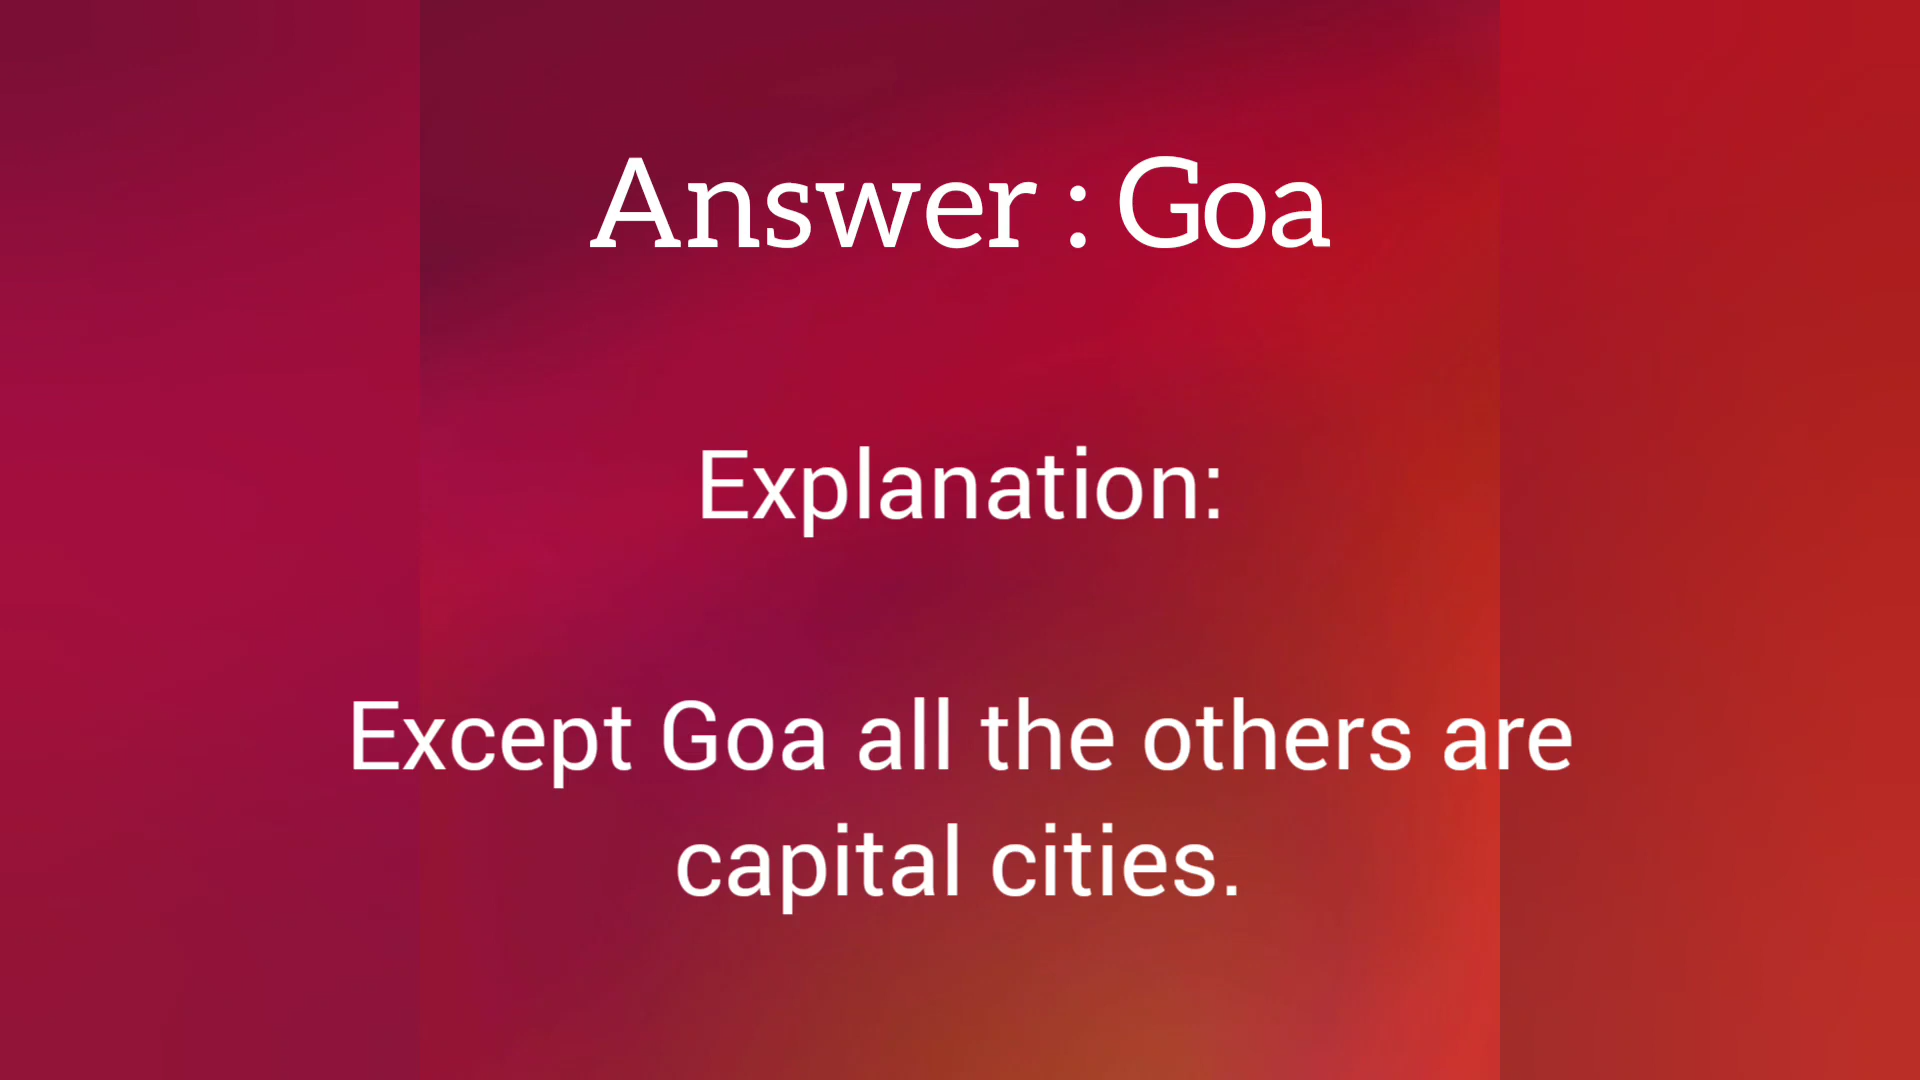 Answer : Goa
Explanation:
Except Goa all the others are
capital cities.